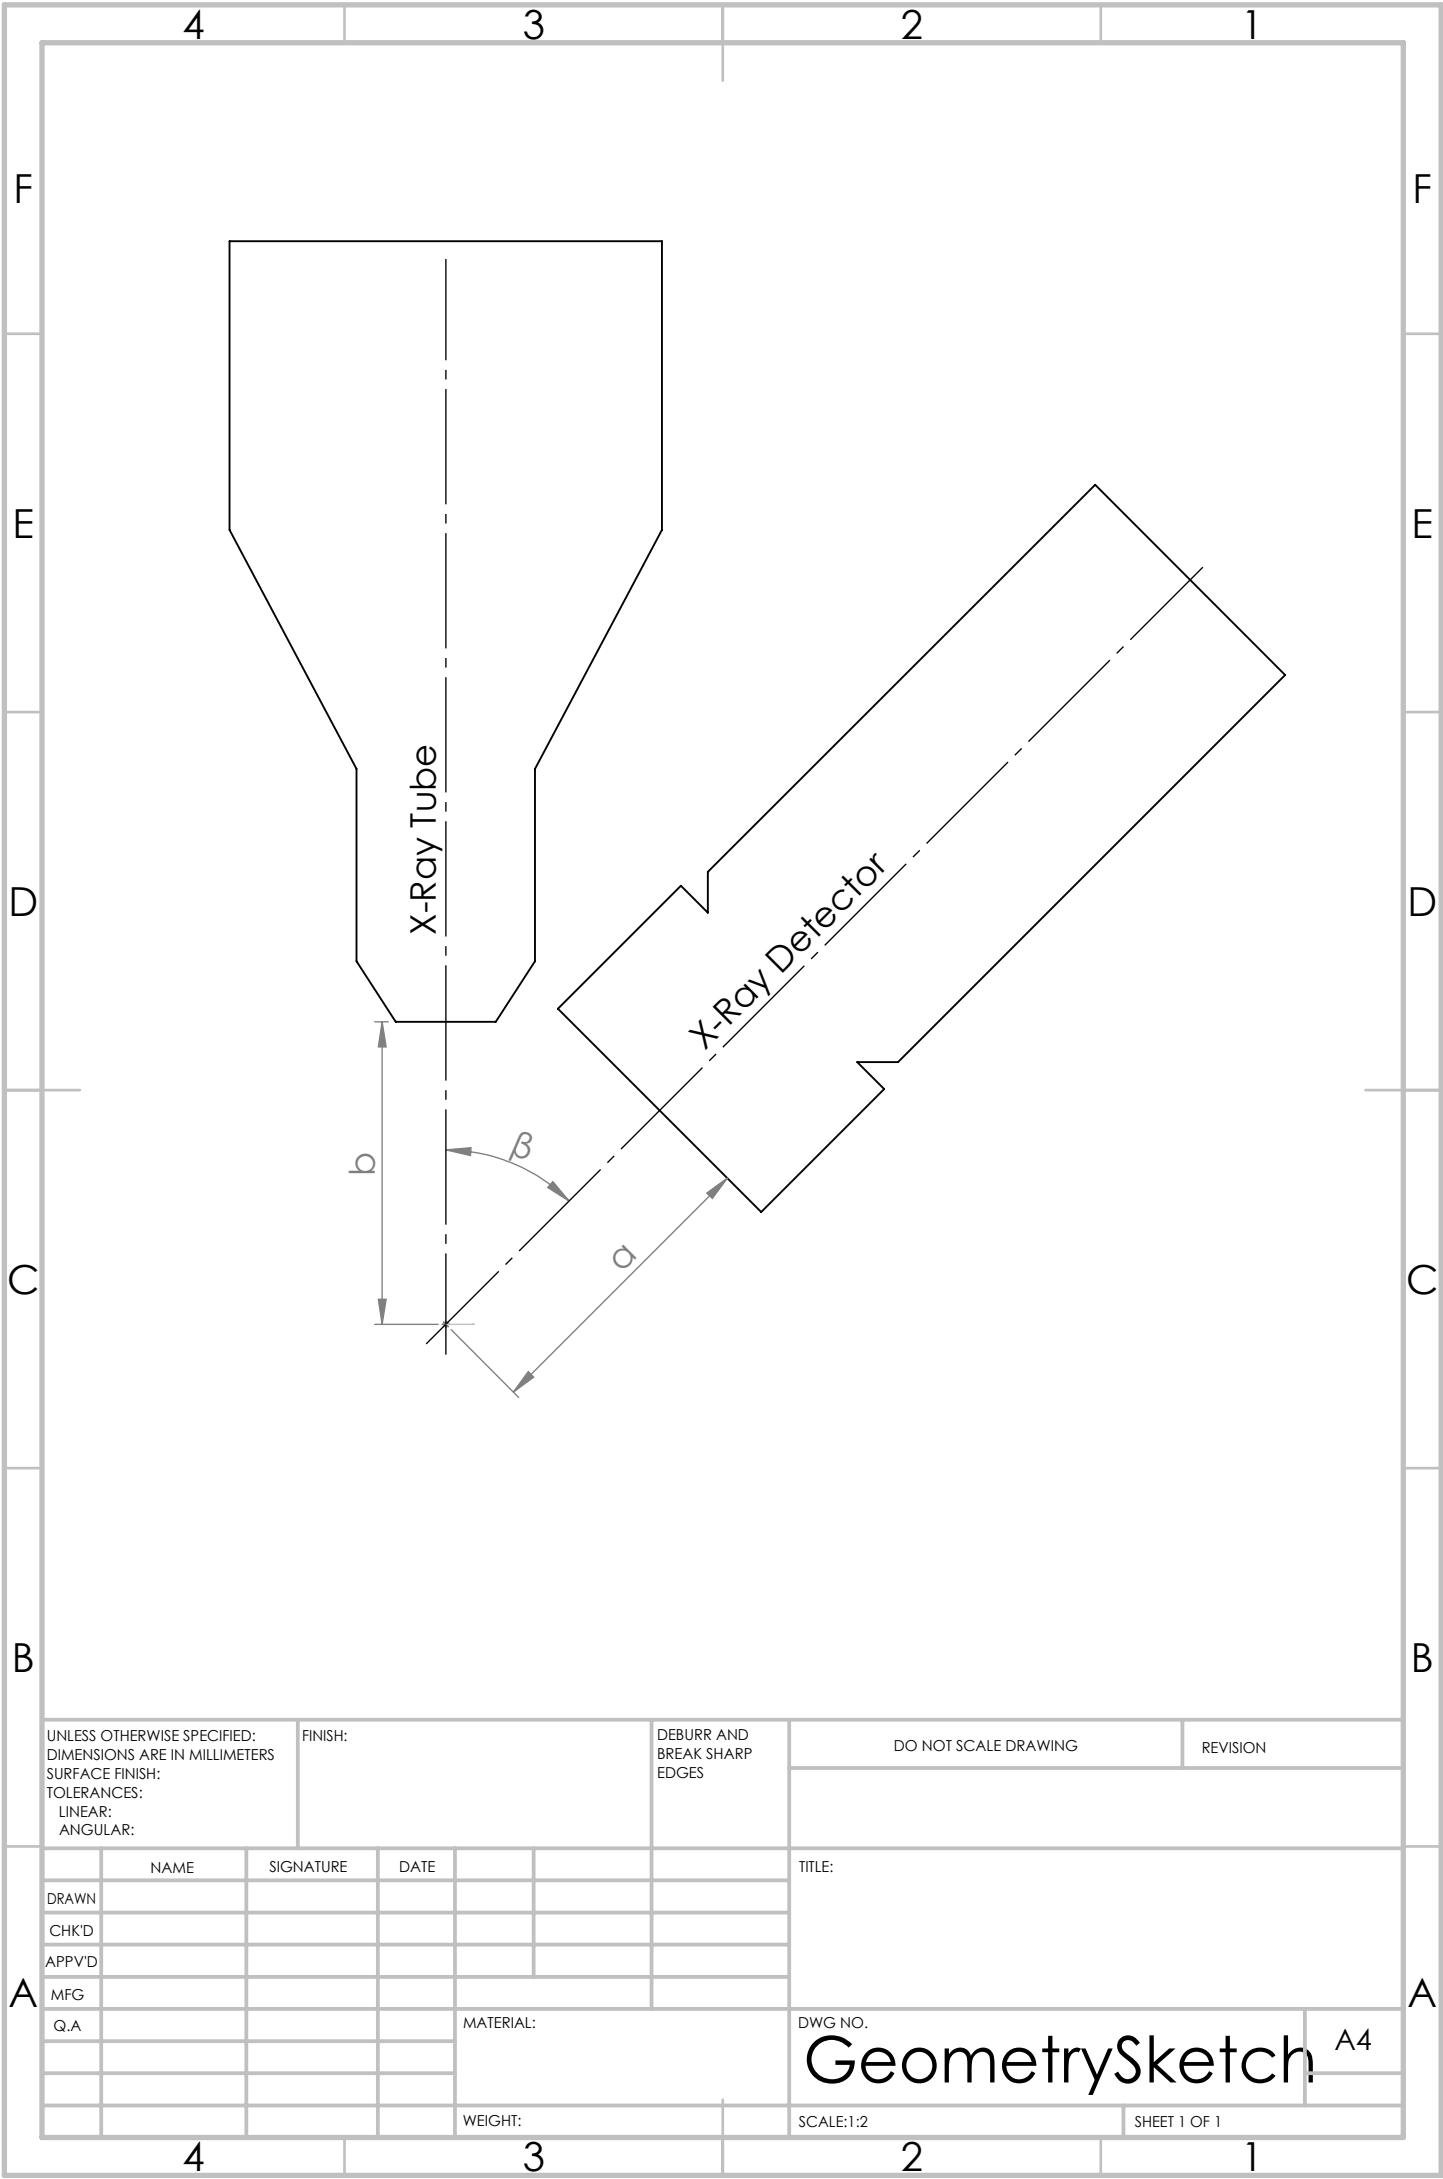 4 3 2 1
F F
E E
X-Ray Tube
D D
X-Ray Detector
β
b
a
C C
B B
UNLESS OTHERWISE SPECIFIED:
DIMENSIONS ARE IN MILLIMETERS
SURFACE FINISH:
TOLERANCES:
LINEAR:
ANGULAR:
FINISH:
DEBURR AND
BREAK SHARP
EDGES
DO NOT SCALE DRAWING
REVISION
NAME SIGNATURE DATE
TITLE:
DRAWN
CHK'D
APPV'D
MFG
A A
Q.A
MATERIAL:
DWG NO.
GeometrySketch
A4
WEIGHT:
SCALE:1:2
SHEET 1 OF 1
4 3 2 1